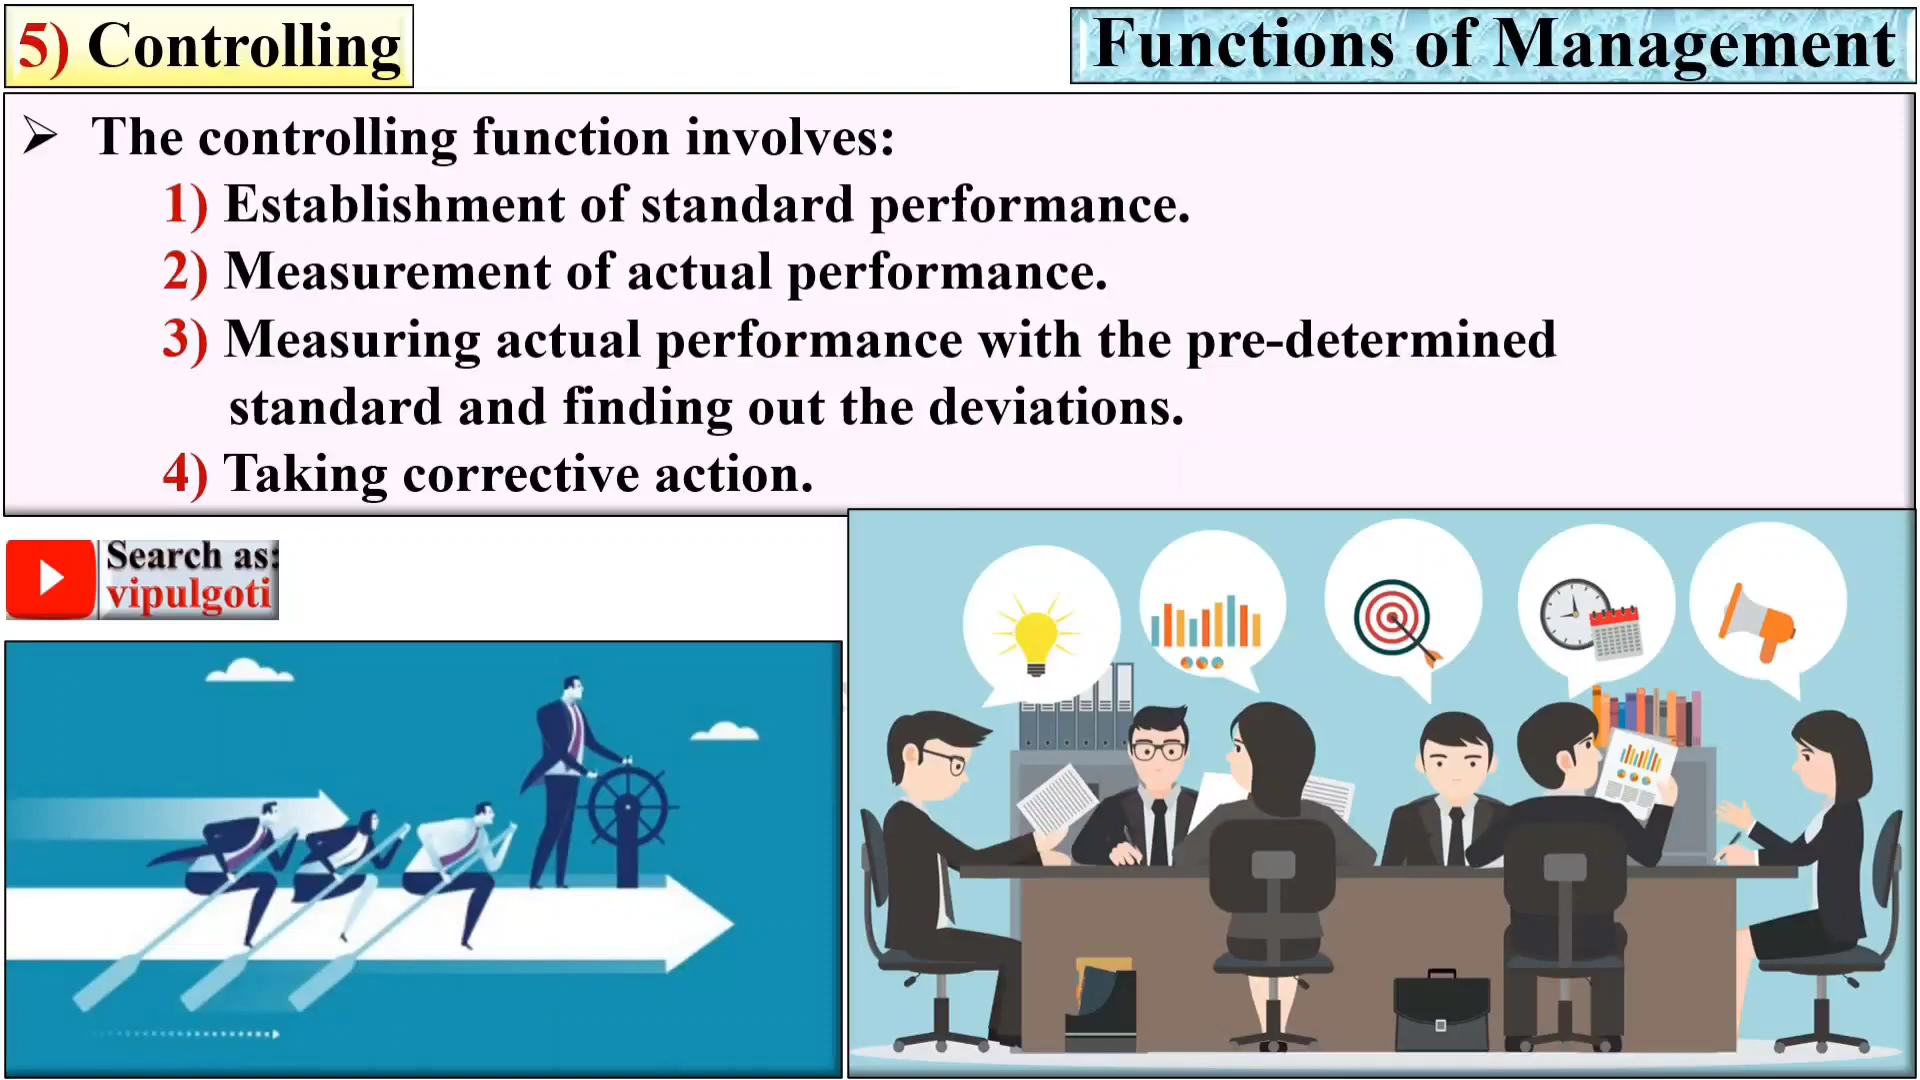 5) Controlling
Functions of Management
➢ The controlling function involves:
1) Establishment of standard performance.
2) Measurement of actual performance.
3) Measuring actual performance with the pre-determined
standard and finding out the deviations.
4) Taking corrective action.
Search as:
vipulgoti